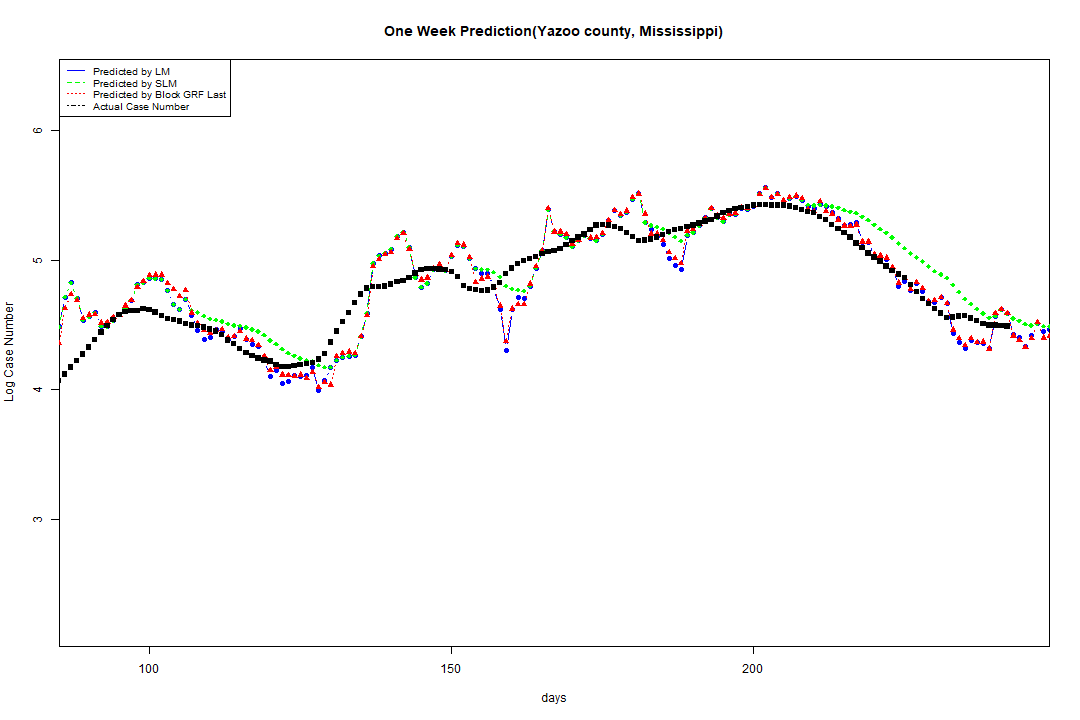 One Week Prediction(Yazoo county, Mississippi)
Predicted by LM
Predicted by SLM
Predicted by Block GRF Last
Actual Case Number
6
5
4
3
Log Case Number
100 150 200
days